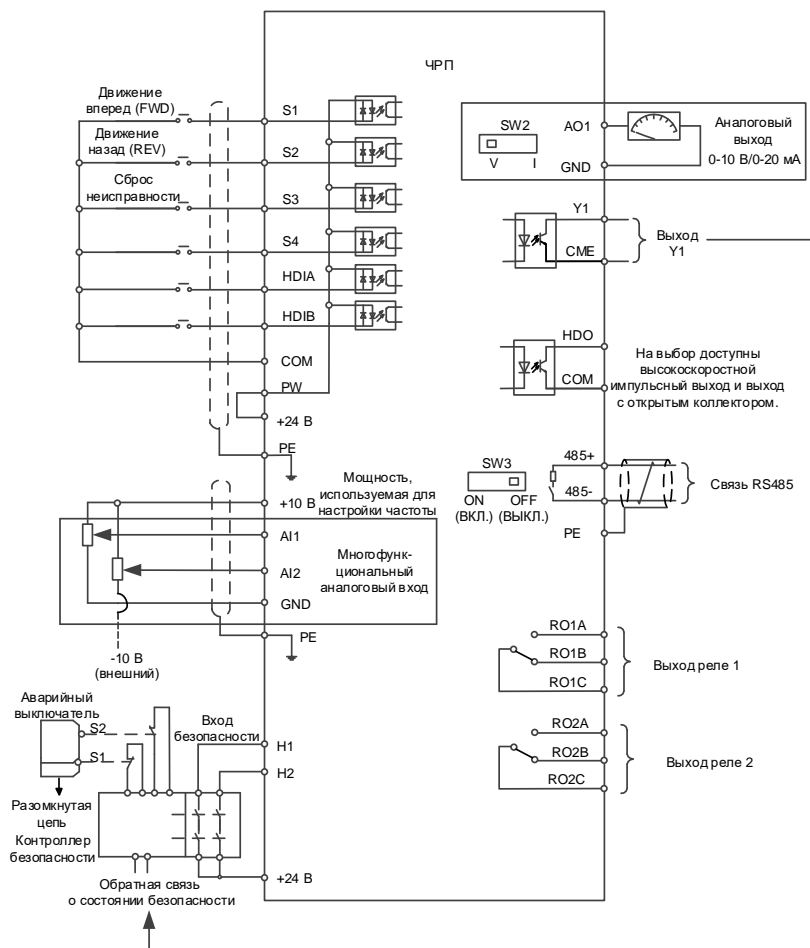 ЧРП
Движение
вперед (FWD)
S1
Движение
назад (REV)
S2
Сброс
неисправности
S3
S4
HDIA
HDIB
COM
PW
+24 В
PE
SW2
V I
AO1
GND
Аналоговый
выход
0-10 В/0-20 мА
Y1
CME
Выход
Y1
HDO
COM
На выбор доступны
высокоскоростной
импульсный выход и выход
с открытым коллектором.
SW3
ON OFF
(ВКЛ.) (ВЫКЛ.)
485+
485-
PE
Связь RS485
Мощность,
используемая для
настройки частоты
+10 В
AI1
AI2
GND
PE
Многофунк-
циональный
аналоговый вход
-10 В
(внешний)
RO1A
RO1B
RO1C
Выход реле 1
RO2A
RO2B
RO2C
Выход реле 2
Аварийный
выключатель
S2
S1
Разомкнутая
цепь
Контроллер
безопасности
Вход
безопасности
H1
H2
+24 В
Обратная связь
о состоянии безопасности